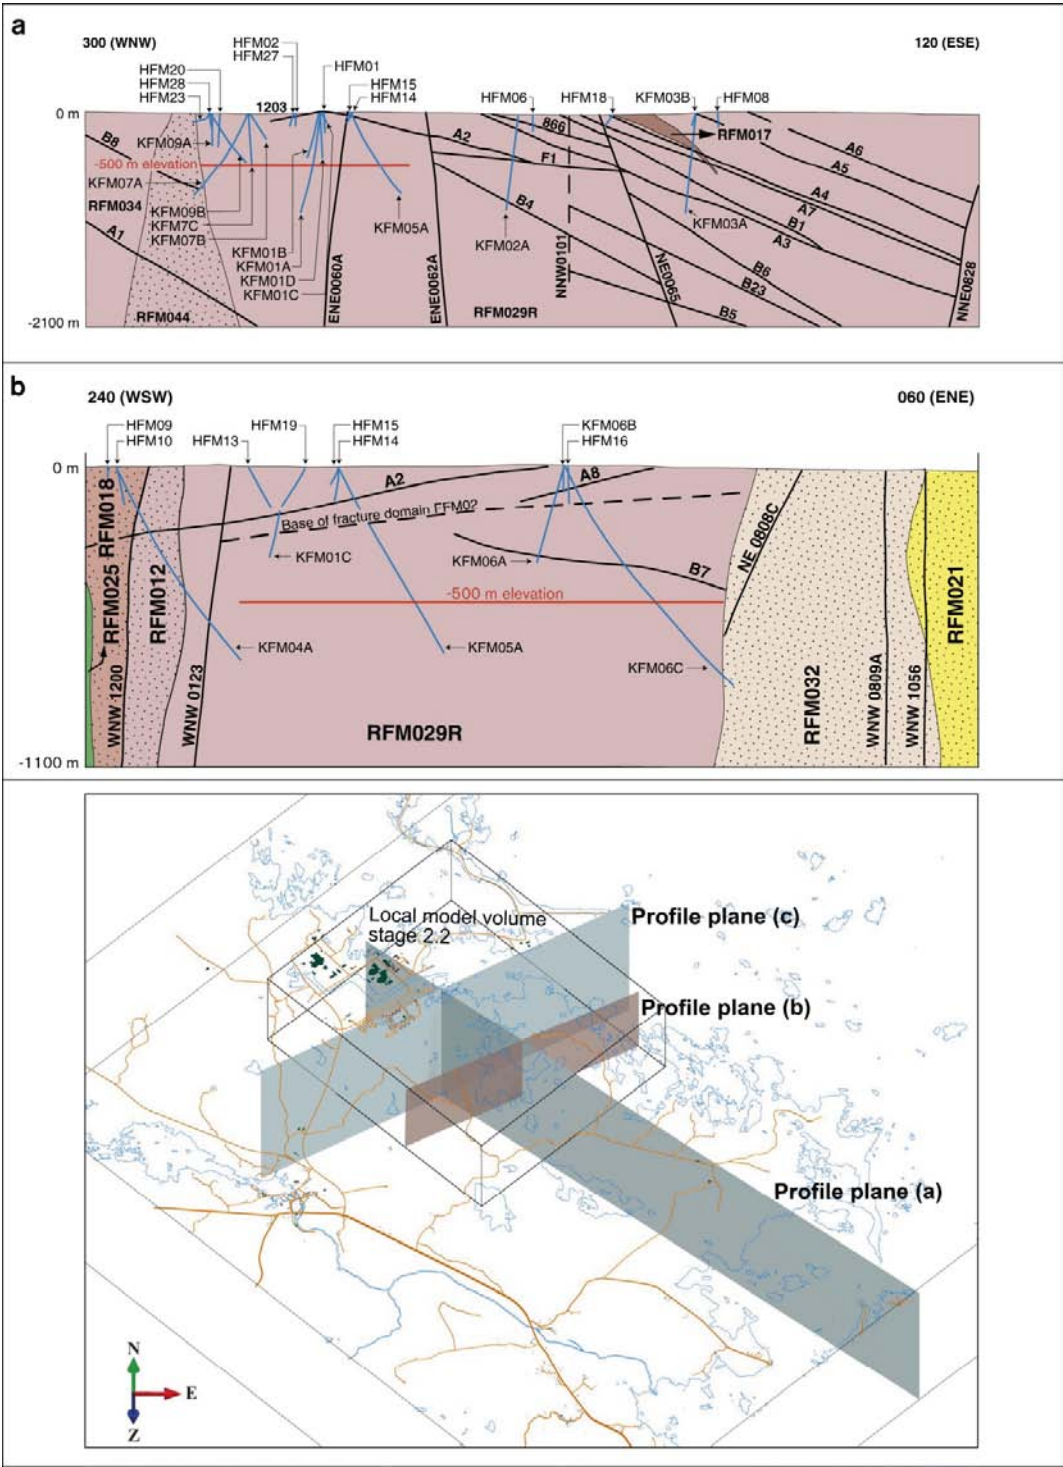 a
300 (WNW)
120 (ESE)
HFM02
HFM27
HFM01
HFM20
HFM28
HFM23
HFM15
HFM14
1203
HFM06
HFM18
KFM03B
HFM08
0 m
B8
KFM09A
-500 m elevation
KFM07A
RFM034
A1
KFM09B
KFM7C
KFM07B
KFM01B
KFM01A
KFM01D
KFM01C
KFM05A
A2
866
F1
B4
KFM02A
RFM017
A6
A5
A4
A7
B1
A3
KFM03A
B6
B23
B5
RFM044
ENE0060A
ENE0062A
RFM029R
NNW0101
NE0065
NNE0828
-2100 m
b
240 (WSW)
060 (ENE)
HFM09
HFM10
HFM19
HFM13
HFM15
HFM14
KFM06B
HFM16
0 m
A2
A8
Base of fracture domain FFM02
KFM01C
KFM06A
B7
-500 m elevation
KFM04A
KFM05A
KFM06C
RFM018
RFM025
RFM012
WNW 1200
WNW 0123
RFM029R
NE 0808C
RFM032
WNW 0809A
WNW 1056
RFM021
-1100 m
Local model volume
stage 2.2
Profile plane (c)
Profile plane (b)
Profile plane (a)
N
E
Z